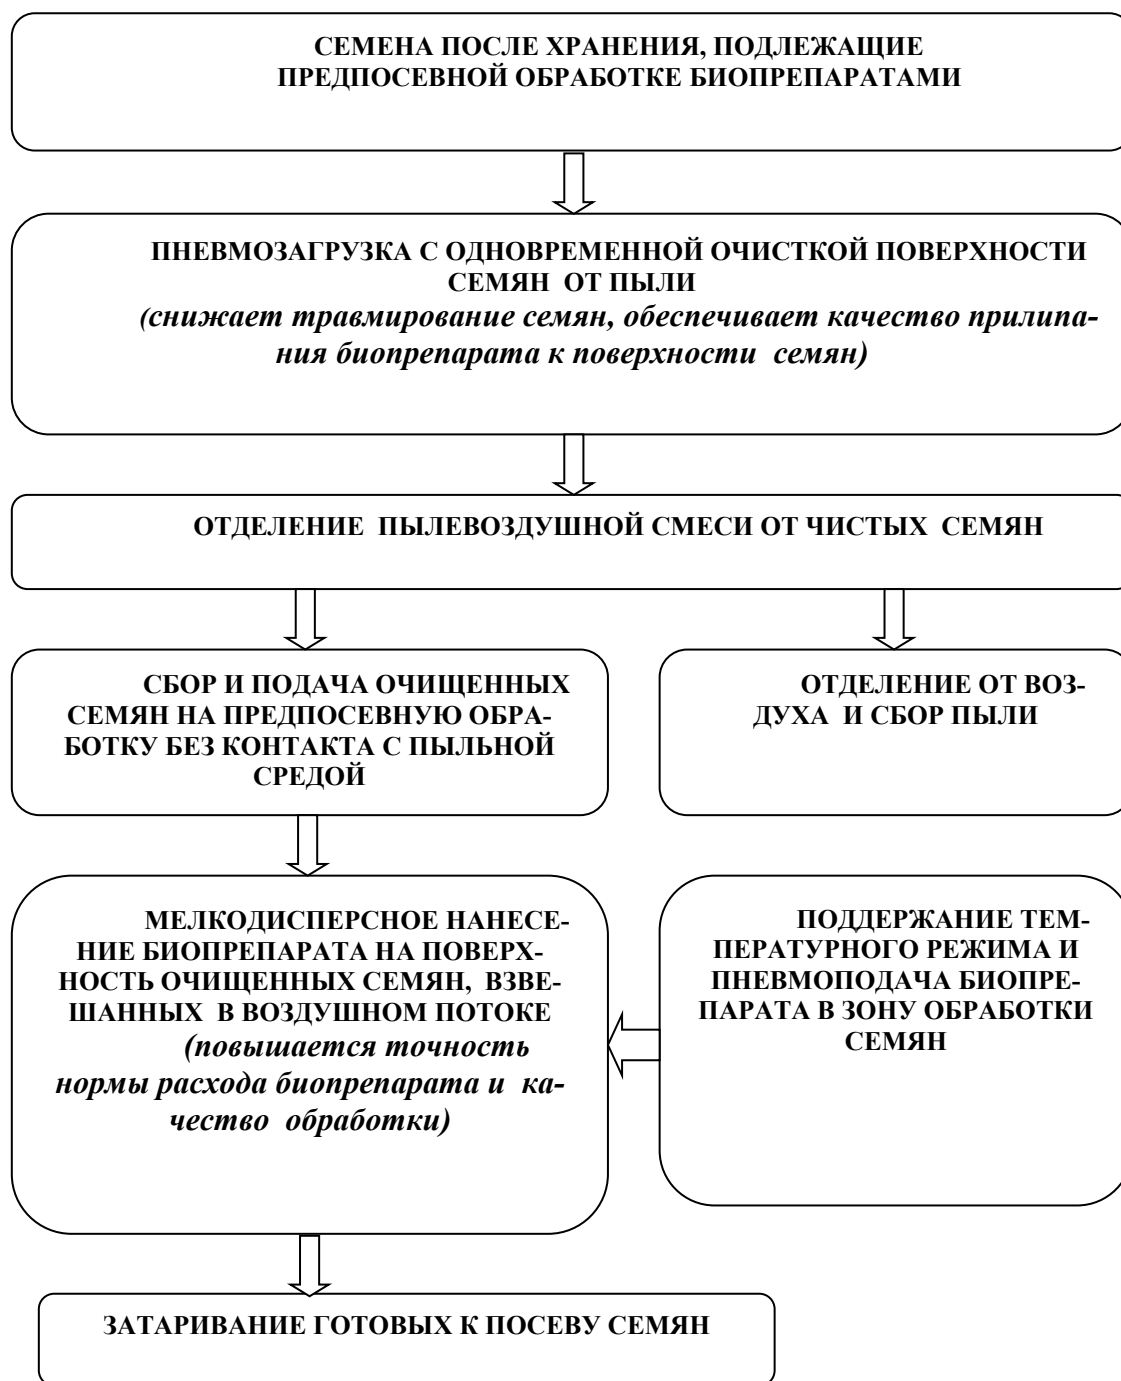 СЕМЕНА ПОСЛЕ ХРАНЕНИЯ, ПОДЛЕЖАЩИЕ
ПРЕДПОСЕВНОЙ ОБРАБОТКЕ БИОПРЕПАРАТАМИ
ПНЕВМОЗАГРУЗКА С ОДНОВРЕМЕННОЙ ОЧИСТКОЙ ПОВЕРХНОСТИ
СЕМЯН ОТ ПЫЛИ
(снижает травмирование семян, обеспечивает качество прилипа-
ния биопрепарата к поверхности семян)
ОТДЕЛЕНИЕ ПЫЛЕВОЗДУШНОЙ СМЕСИ ОТ ЧИСТЫХ СЕМЯН
СБОР И ПОДАЧА ОЧИЩЕННЫХ
СЕМЯН НА ПРЕДПОСЕВНУЮ ОБРА-
БОТКУ БЕЗ КОНТАКТА С ПЫЛЬНОЙ
СРЕДОЙ
ОТДЕЛЕНИЕ ОТ ВОЗ-
ДУХА И СБОР ПЫЛИ
МЕЛКОДИСПЕРСНОЕ НАНЕСЕ-
НИЕ БИОПРЕПАРАТА НА ПОВЕРХ-
НОСТЬ ОЧИЩЕННЫХ СЕМЯН, ВЗВЕ-
ШАННЫХ В ВОЗДУШНОМ ПОТОКЕ
(повышается точность
нормы расхода биопрепарата и ка-
чество обработки)
ПОДДЕРЖАНИЕ ТЕМ-
ПЕРАТУРНОГО РЕЖИМА И
ПНЕВМОПОДАЧА БИОПРЕ-
ПАРАТА В ЗОНУ ОБРАБОТКИ
СЕМЯН
ЗАТАРИВАНИЕ ГОТОВЫХ К ПОСЕВУ СЕМЯН